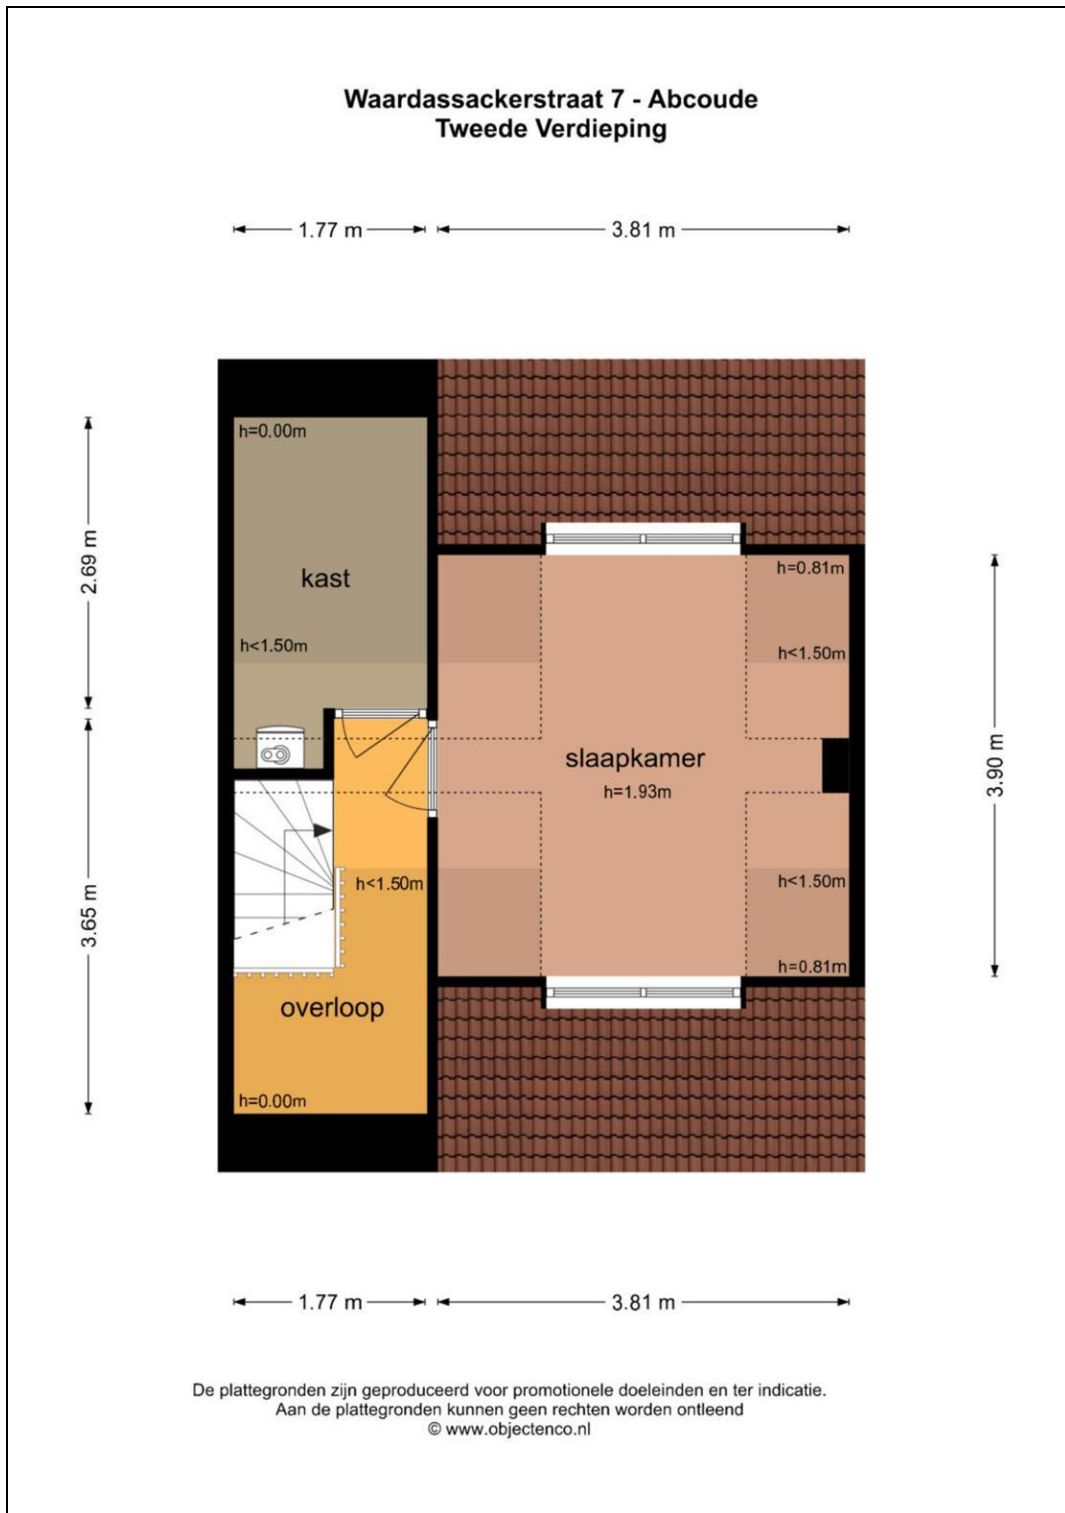 Waardassackerstraat 7 - Abcoude
Tweede Verdieping
1.77 m
3.81 m
h=0.00m
2.69 m
kast
h<1.50m
h=0.81m
h<1.50m
slaapkamer
h=1.93m
3.90 m
h<1.50m
h<1.50m
3.65 m
h=0.81m
overloop
h=0.00m
1.77 m
3.81 m
De plattegronden zijn geproduceerd voor promotionele doeleinden en ter indicatie.
Aan de plattegronden kunnen geen rechten worden ontleend
© www.objectenco.nl